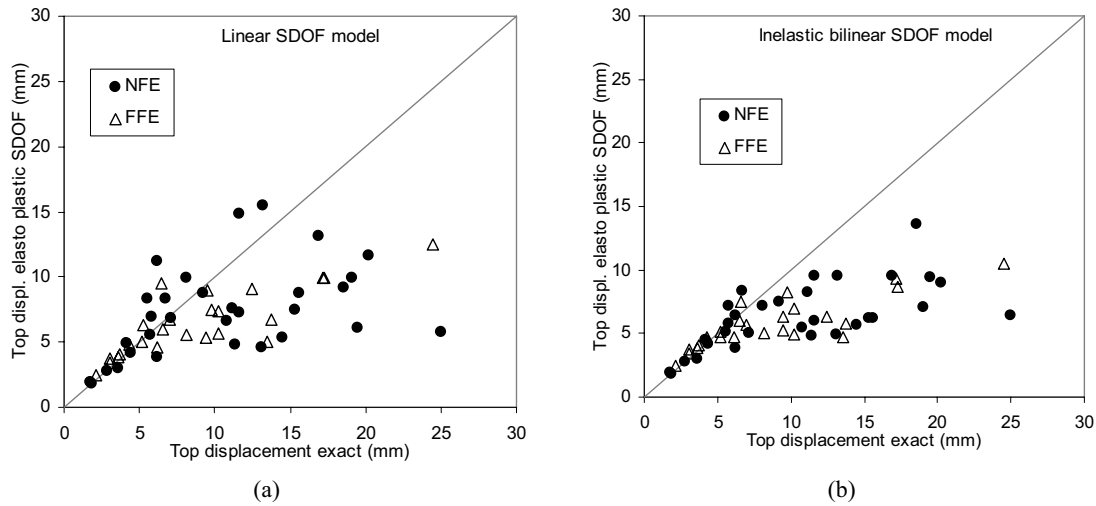 30
25
20
15
10
5
0
Top displ. elasto plastic SDOF (mm)
Linear SDOF model
NFE
FFE
0 5 10 15 20 25 30
Top displacement exact (mm)
(a)
30
25
20
15
10
5
0
Top displ. elasto plastic SDOF (mm)
Inelastic bilinear SDOF model
NFE
FFE
0 5 10 15 20 25 30
Top displacement exact (mm)
(b)